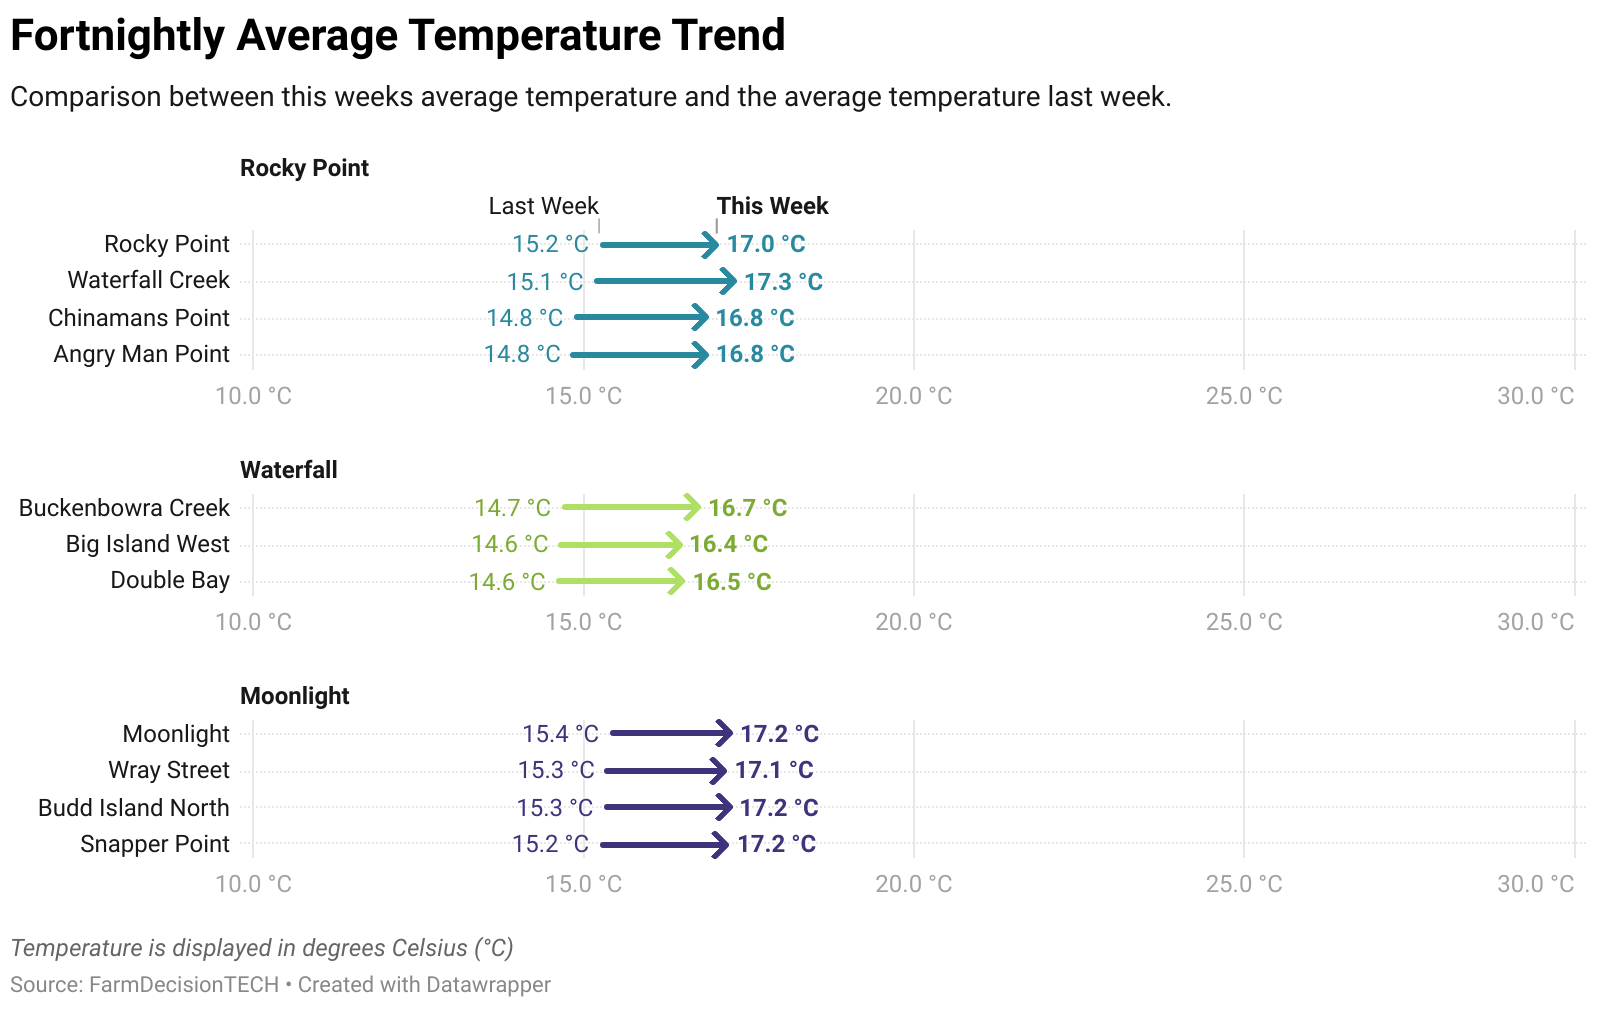 Fortnightly Average Temperature Trend
Comparison between this weeks average temperature and the average temperature last week.
Rocky Point
Last Week This Week
Rocky Point 15.2 °C 17.0 °C
Waterfall Creek 15.1 °C 17.3 °C
Chinamans Point 14.8 °C 16.8 °C
Angry Man Point 14.8 °C 16.8 °C
10.0 °C 15.0 °C 20.0 °C 25.0 °C 30.0 °C
Waterfall
Buckenbowra Creek 14.7 °C 16.7 °C
Big Island West 14.6 °C 16.4 °C
Double Bay 14.6 °C 16.5 °C
10.0 °C 15.0 °C 20.0 °C 25.0 °C 30.0 °C
Moonlight
Moonlight 15.4 °C 17.2 °C
Wray Street 15.3 °C 17.1 °C
Budd Island North 15.3 °C 17.2 °C
Snapper Point 15.2 °C 17.2 °C
10.0 °C 15.0 °C 20.0 °C 25.0 °C 30.0 °C
Temperature is displayed in degrees Celsius (°C)
Source: FarmDecisionTECH • Created with Datawrapper